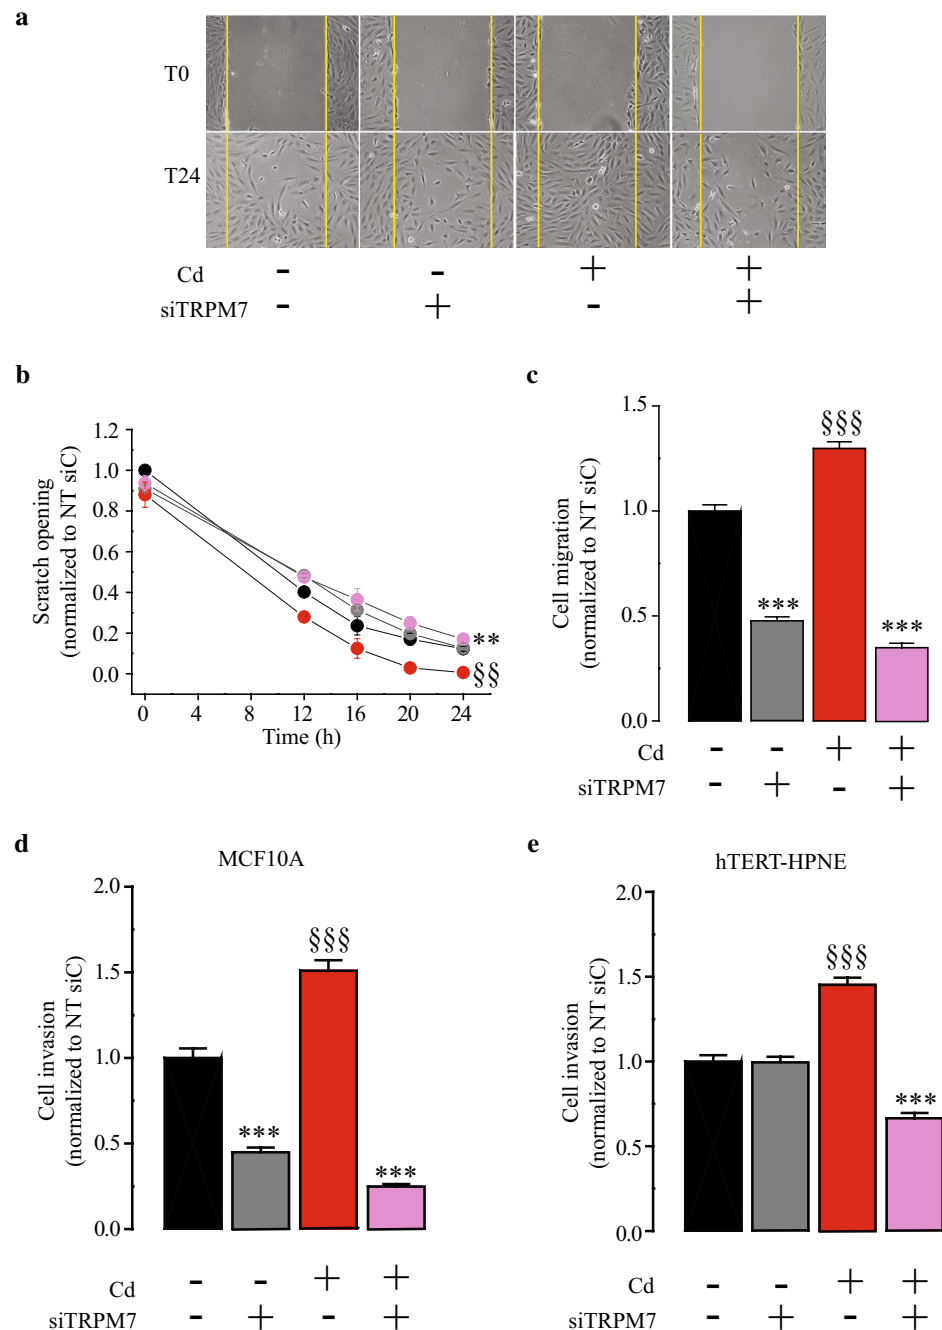 a
T0
T24
Cd - - + +
siTRPM7 - + - +
b
Scratch opening
(normalized to NT siC)
1.2
1.0
0.8
0.6
0.4
0.2
0.0
**
§§
0 4 8 12 16 20 24
Time (h)
c
Cell migration
(normalized to NT siC)
1.5
1.0
0.5
0.0
***
§§§
***
Cd - - + +
siTRPM7 - + - +
d
MCF10A
Cell invasion
(normalized to NT siC)
2.0
1.5
1.0
0.5
0.0
***
§§§
***
Cd - - + +
siTRPM7 - + - +
e
hTERT-HPNE
Cell invasion
(normalized to NT siC)
2.0
1.5
1.0
0.5
0.0
§§§
***
Cd - - + +
siTRPM7 - + - +